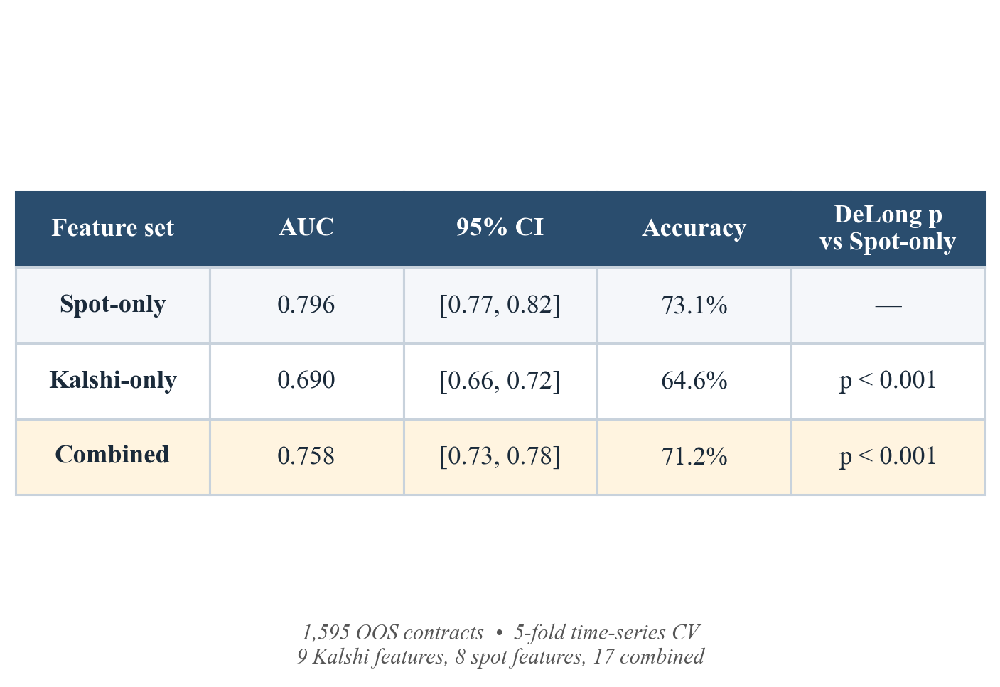 Feature set AUC 95% CI Accuracy DeLong p vs Spot-only
Spot-only 0.796 [0.77, 0.82] 73.1% —
Kalshi-only 0.690 [0.66, 0.72] 64.6% p < 0.001
Combined 0.758 [0.73, 0.78] 71.2% p < 0.001
1,595 OOS contracts • 5-fold time-series CV
9 Kalshi features, 8 spot features, 17 combined